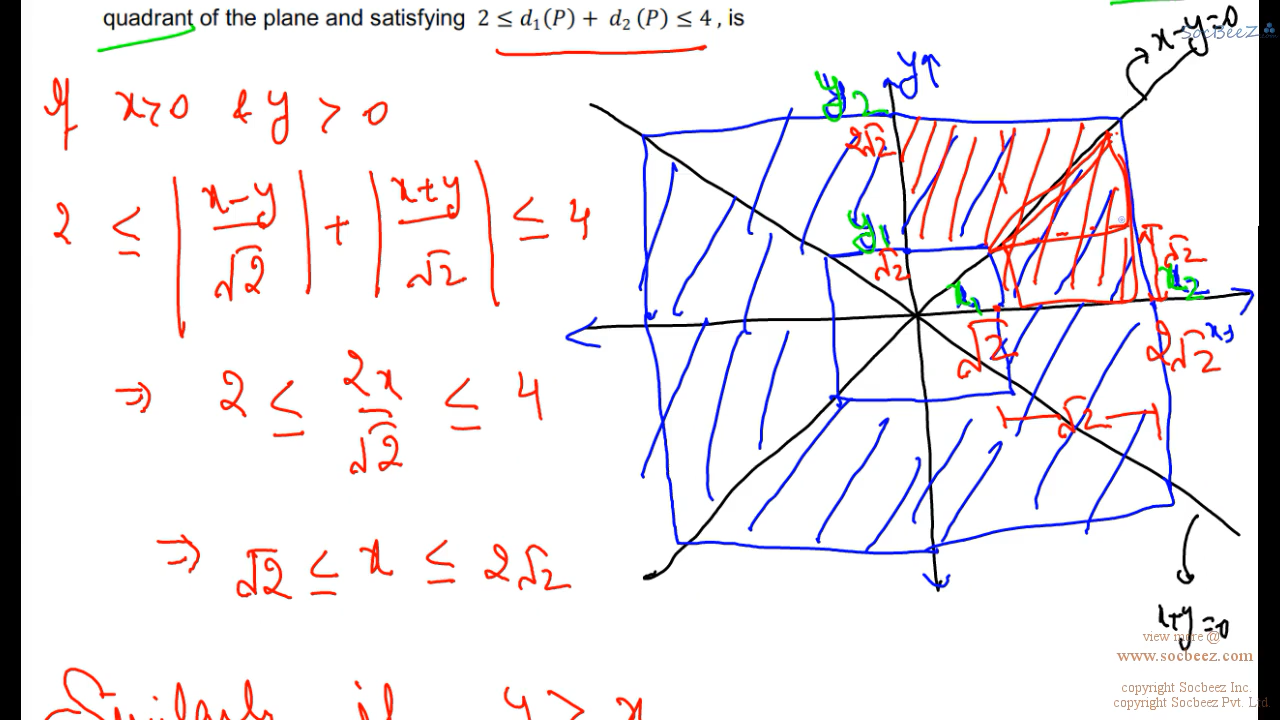 quadrant of the plane and satisfying 2 ≤ d₁(P) + d₂ (P) ≤ 4 , is
x-y=0
SocBeeZ
y
y2
2√2
y1
√2
x1
√2
√2
x2
2√2
x
√2
x+y=0
If x>0 & y > 0
2 ≤ |x-y/√2| + |x+y/√2| ≤ 4
⇒ 2 ≤ 2x/√2 ≤ 4
⇒ √2 ≤ x ≤ 2√2
Similarly if y > x
view more @
www.socbeez.com
copyright Socbeez Inc.
copyright Socbeez Pvt. Ltd.